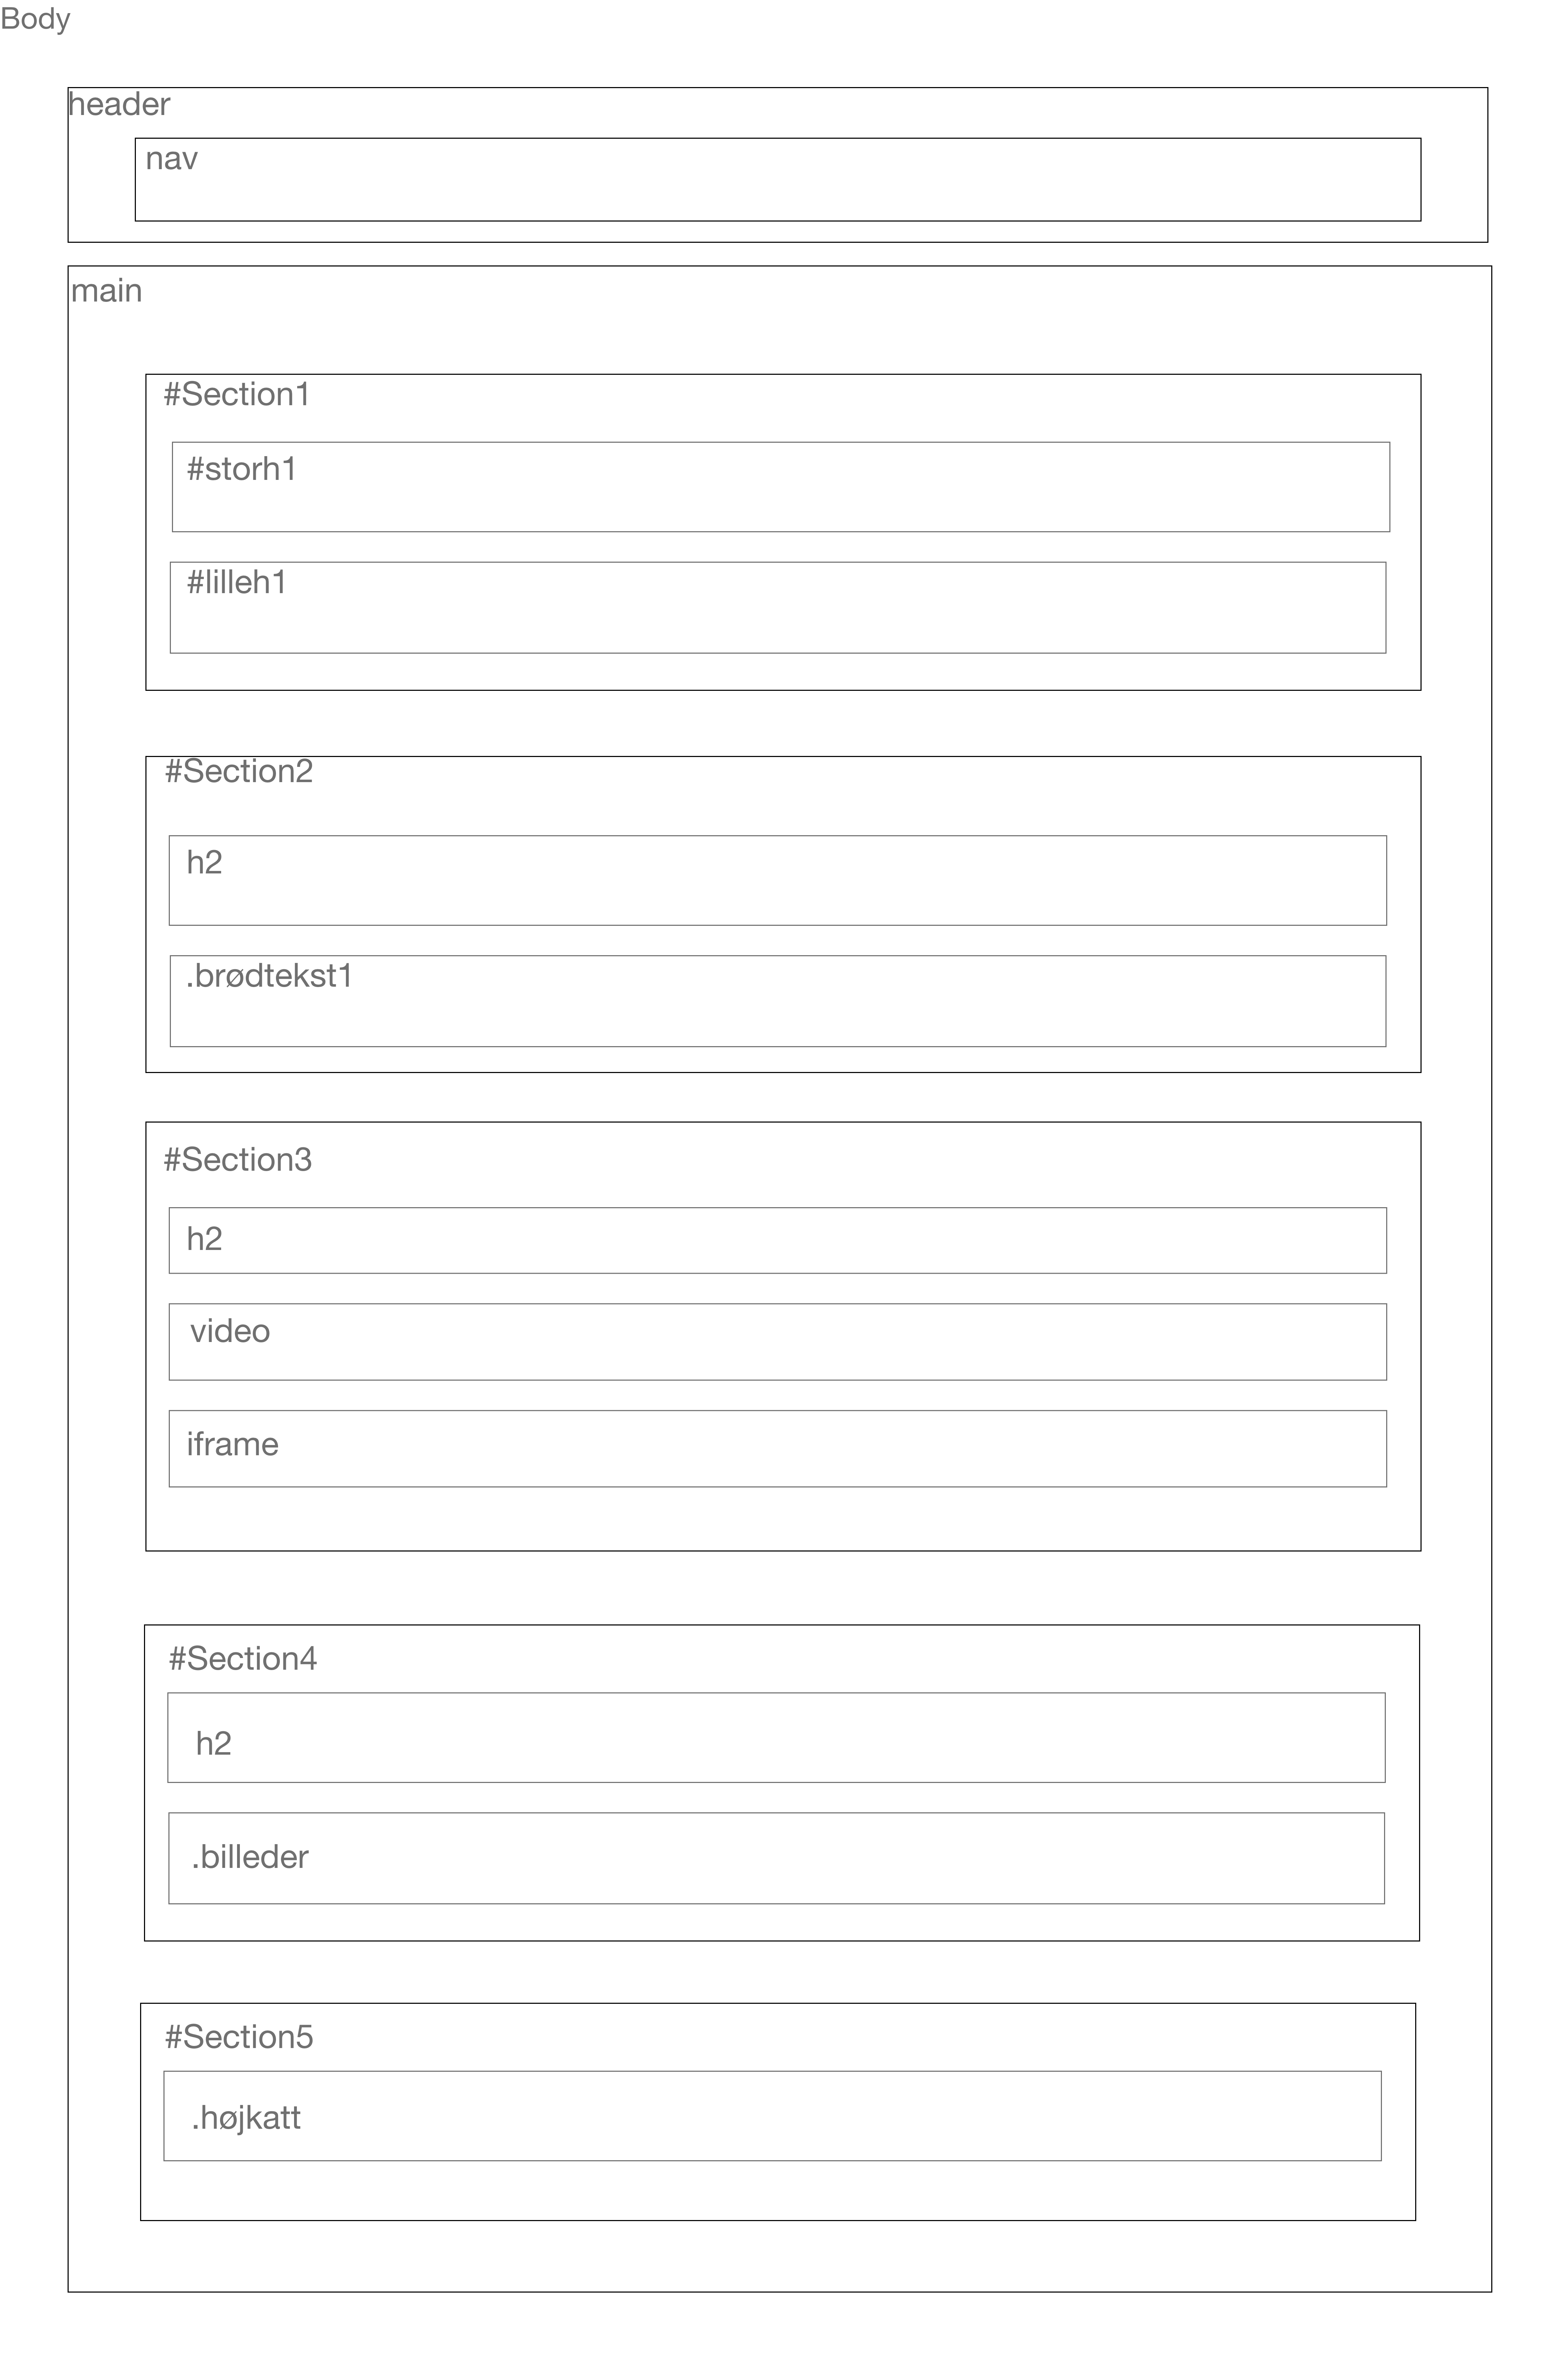 Body
header
nav
main
#Section1
#storh1
#lilleh1
#Section2
h2
.brødtekst1
#Section3
h2
video
iframe
#Section4
h2
.billeder
#Section5
.højkatt